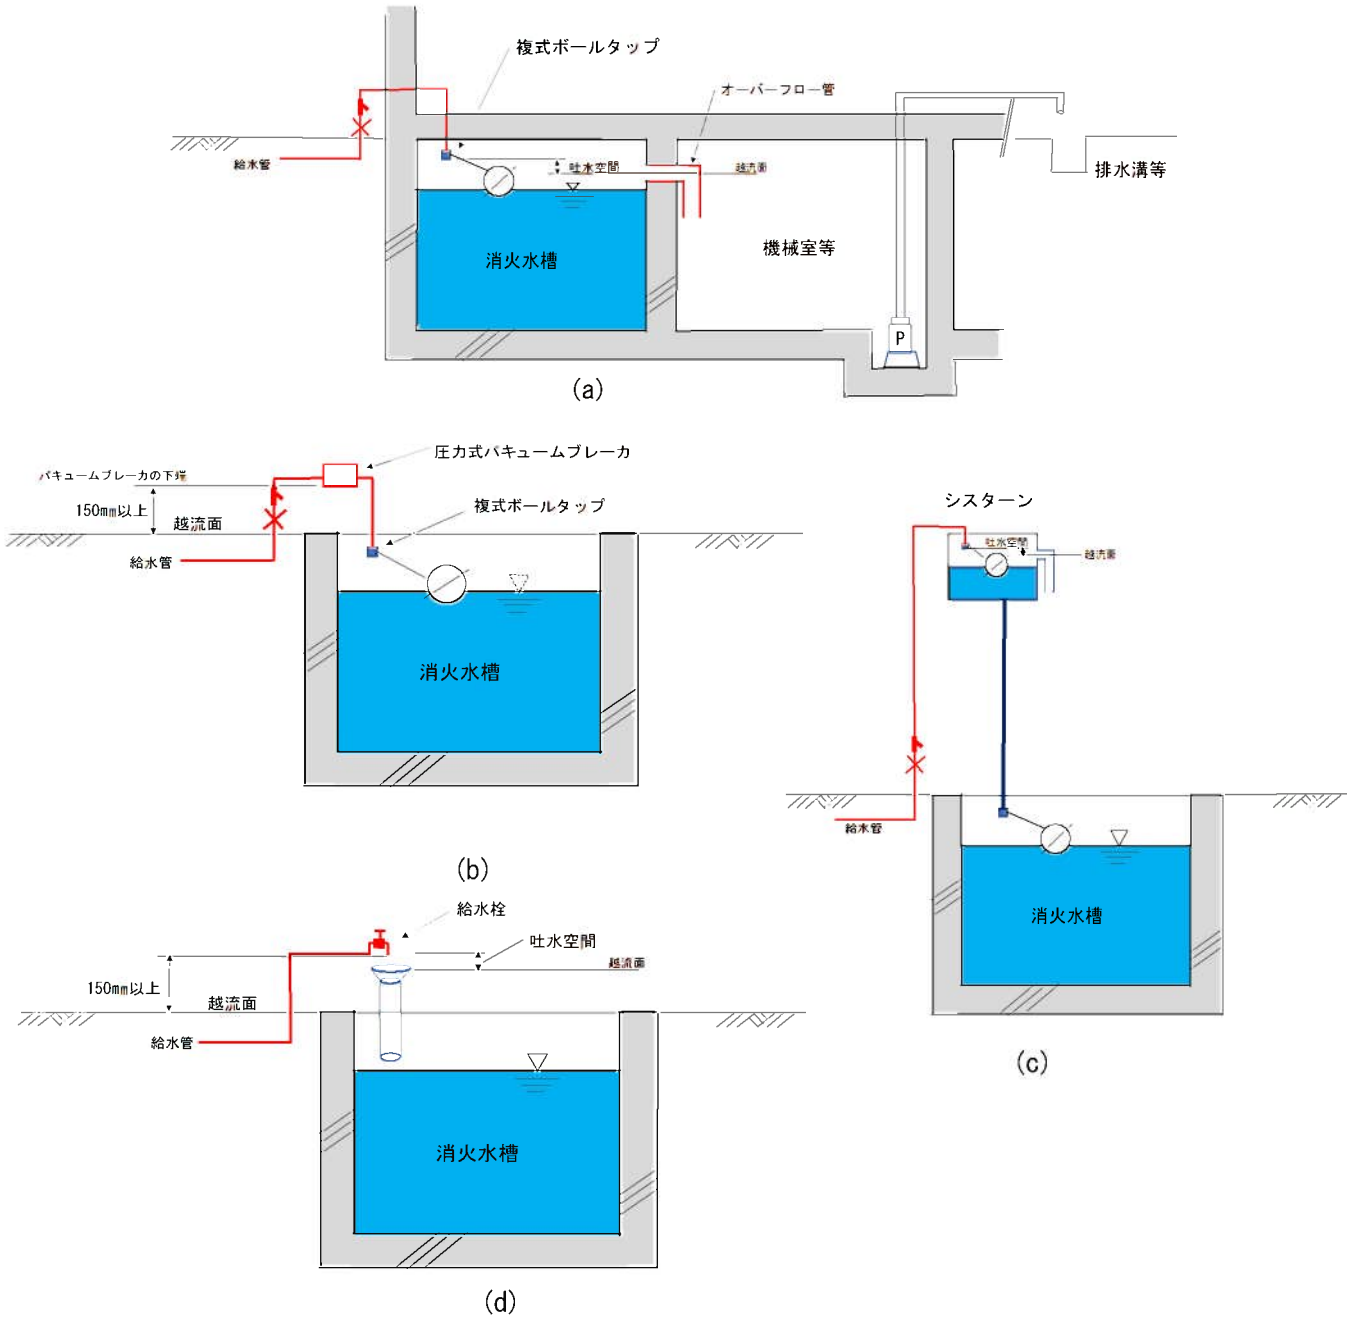 複式ボールタップ
オーバーフロー管
給水管
吐水空間
越流面
排水溝等
消火水槽
機械室等
P
(a)
圧力式バキュームブレーカ
バキュームブレーカの下端
150mm以上
越流面
複式ボールタップ
給水管
消火水槽
(b)
シスターン
吐水空間
越流面
給水管
消火水槽
(c)
給水栓
吐水空間
越流面
150mm以上
越流面
給水管
消火水槽
(d)